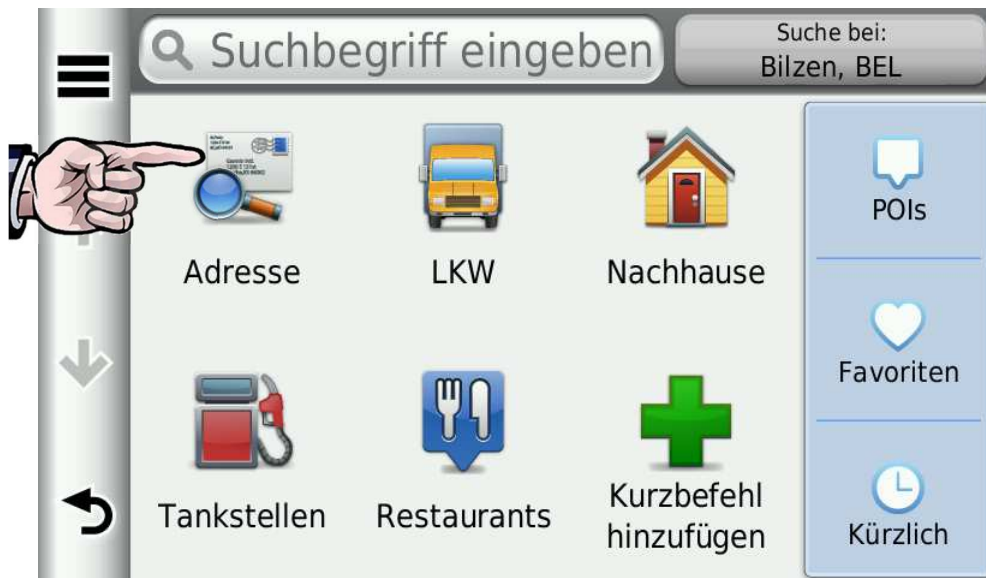 Suchbegriff eingeben
Suche bei:
Bilzen, BEL
Adresse
LKW
Nachhause
POIs
Favoriten
Tankstellen
Restaurants
Kurzbefehl
hinzufügen
Kürzlich